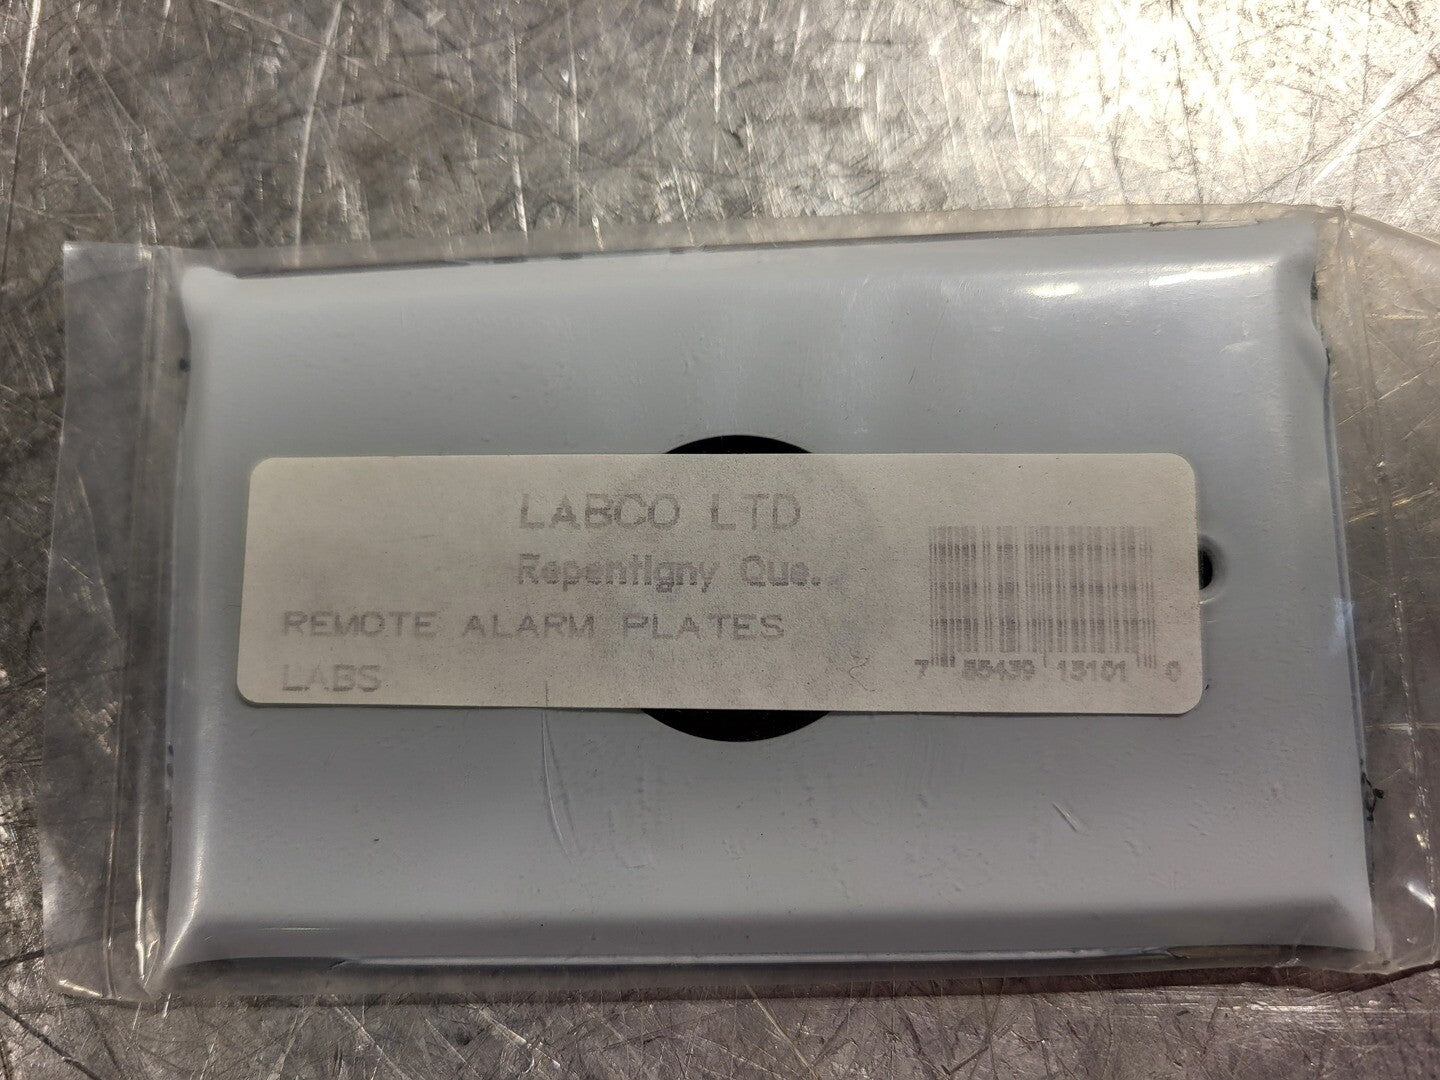 LABCO LTD
Repentigny Que.
REMOTE ALARM PLATES
LABS
7 55439 13101 0